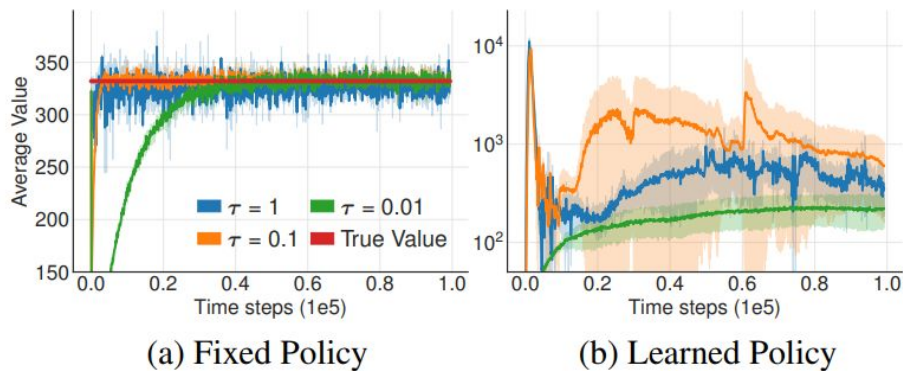 Average Value
350
300
250
200
150
τ = 1
τ = 0.01
τ = 0.1
True Value
0.0 0.2 0.4 0.6 0.8 1.0
Time steps (1e5)
(a) Fixed Policy
10⁴
10³
10²
0.0 0.2 0.4 0.6 0.8 1.0
Time steps (1e5)
(b) Learned Policy